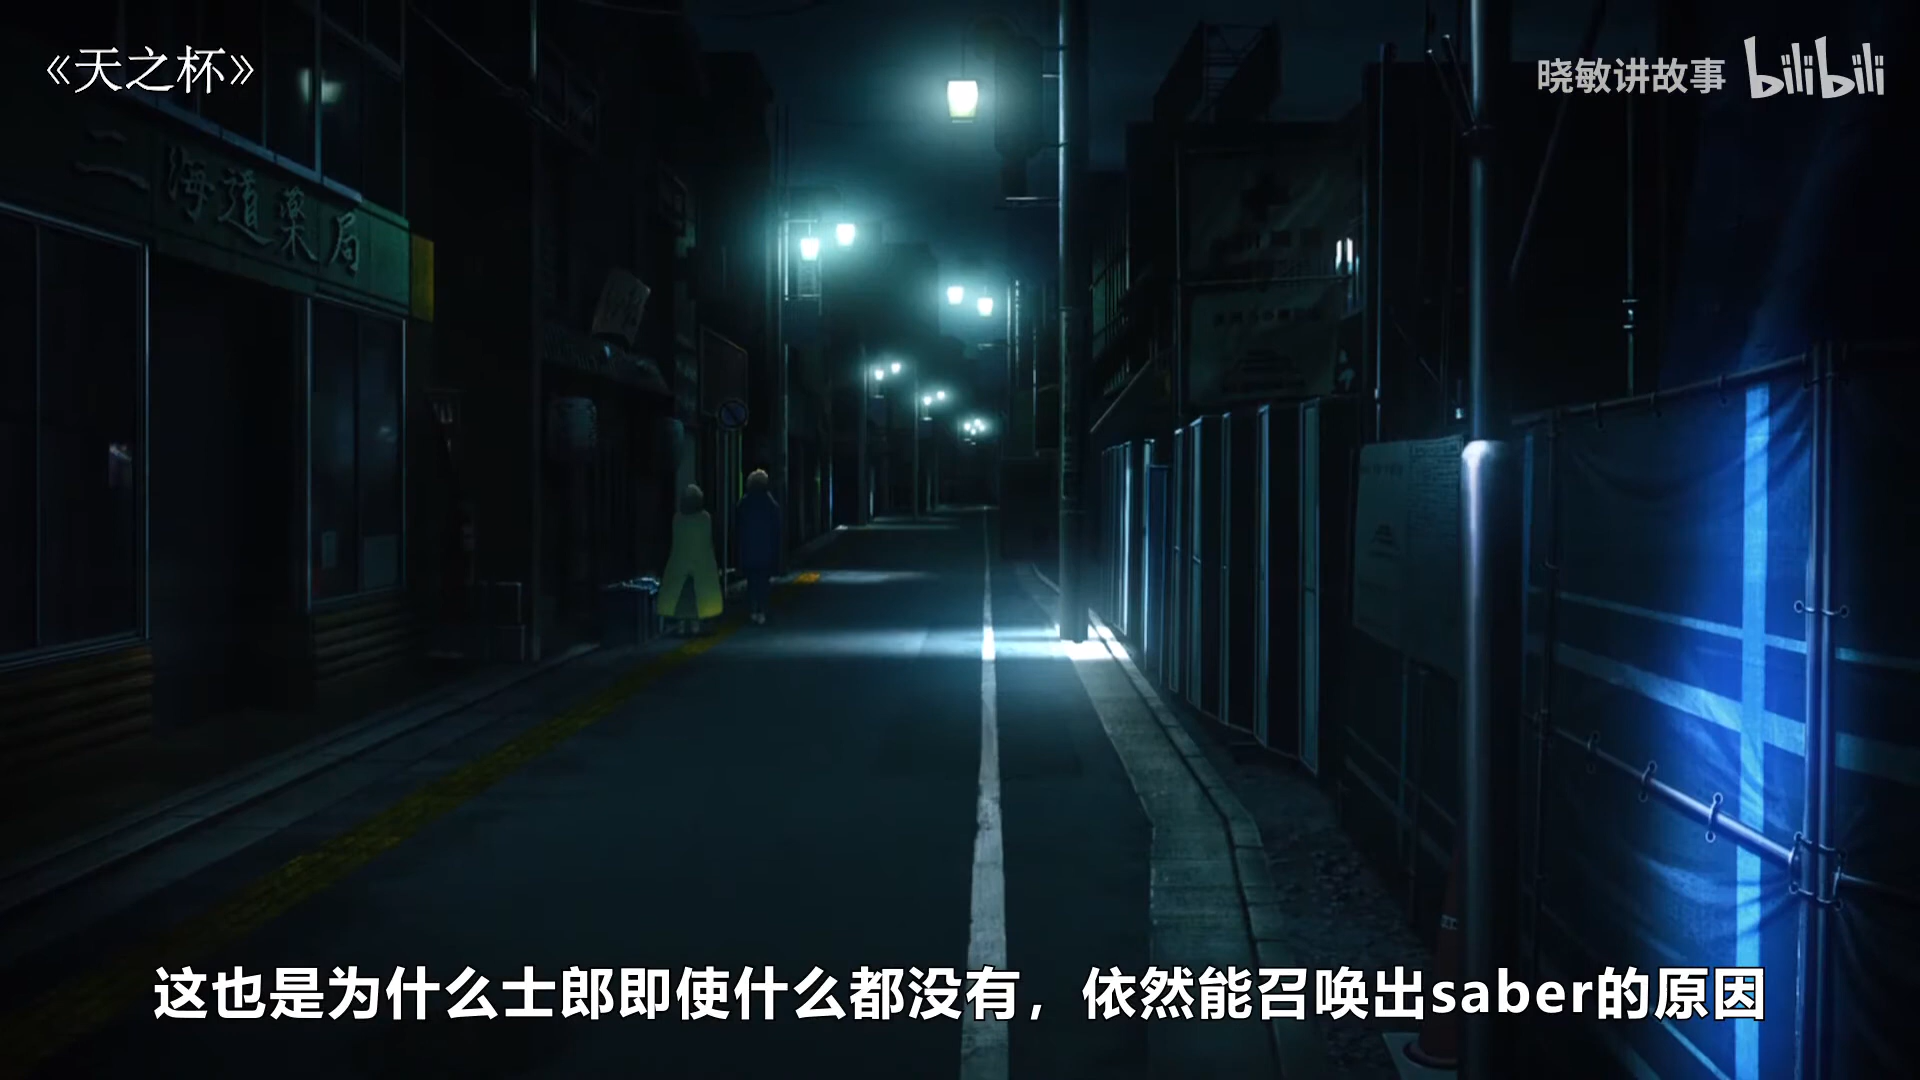 《天之杯》
晓敏讲故事 bilibili
二海道薬局
这也是为什么士郎即使什么都没有，依然能召唤出saber的原因